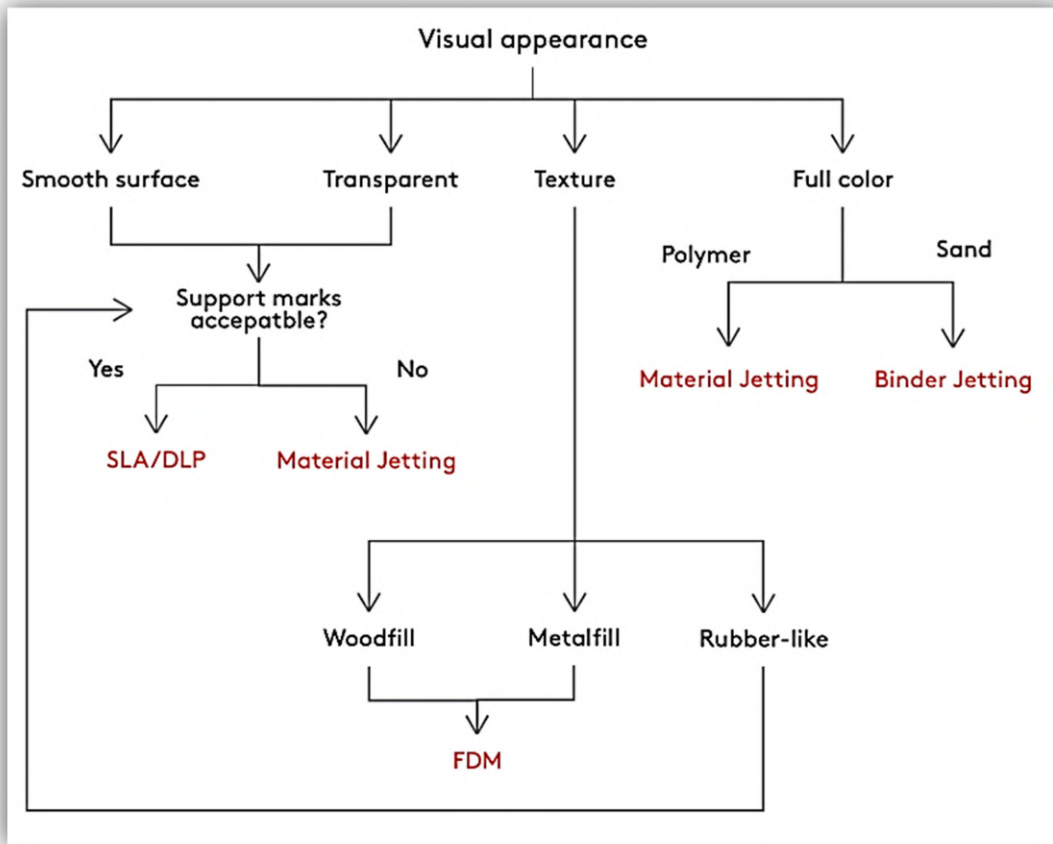 Visual appearance
Smooth surface
Transparent
Texture
Full color
Polymer
Sand
Support marks
accepatble?
Yes
No
Material Jetting
Binder Jetting
SLA/DLP
Material Jetting
Woodfill
Metalfill
Rubber-like
FDM